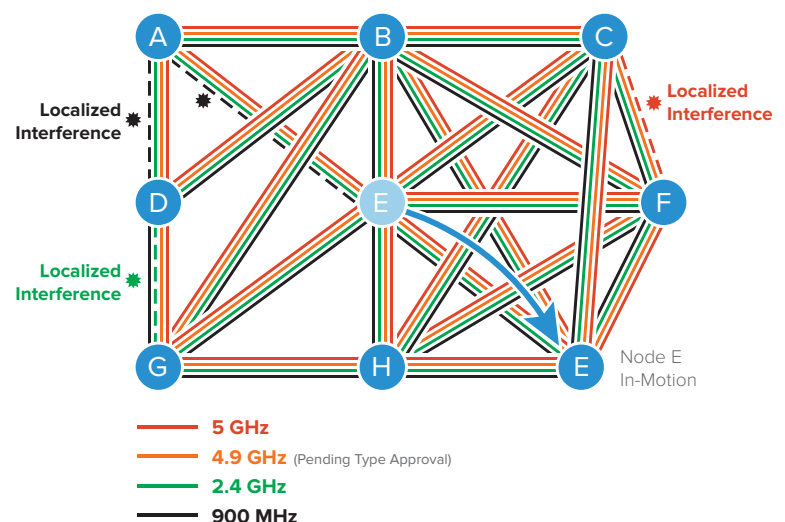 A
B
C
Localized
Interference
Localized
Interference
D
E
F
Localized
Interference
G
H
E
Node E
In-Motion
5 GHz
4.9 GHz (Pending Type Approval)
2.4 GHz
900 MHz